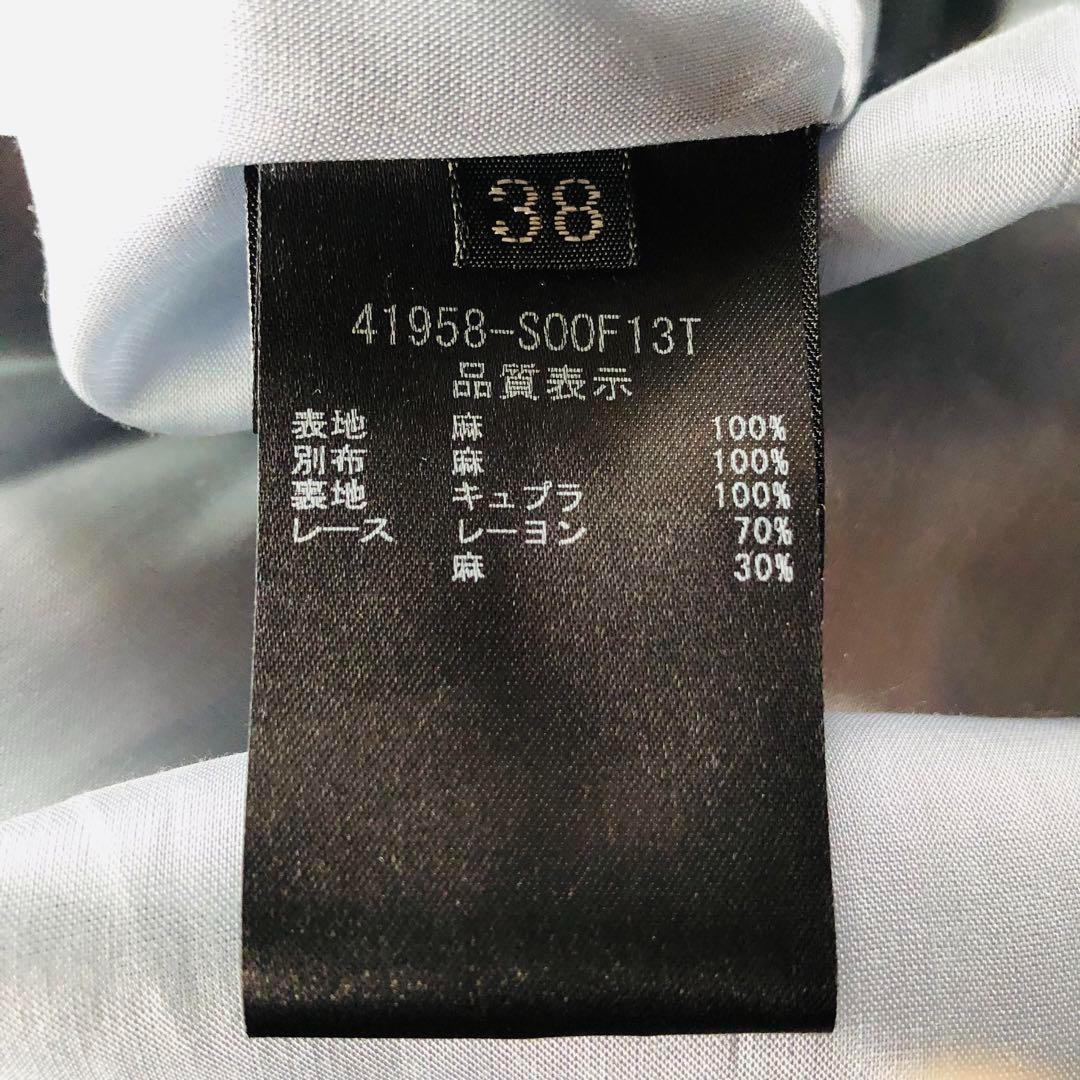 38
41958-S00F13T
品質表示
表地 麻 100%
別布 麻 100%
裏地 キュプラ 100%
レース レーヨン 70%
麻 30%